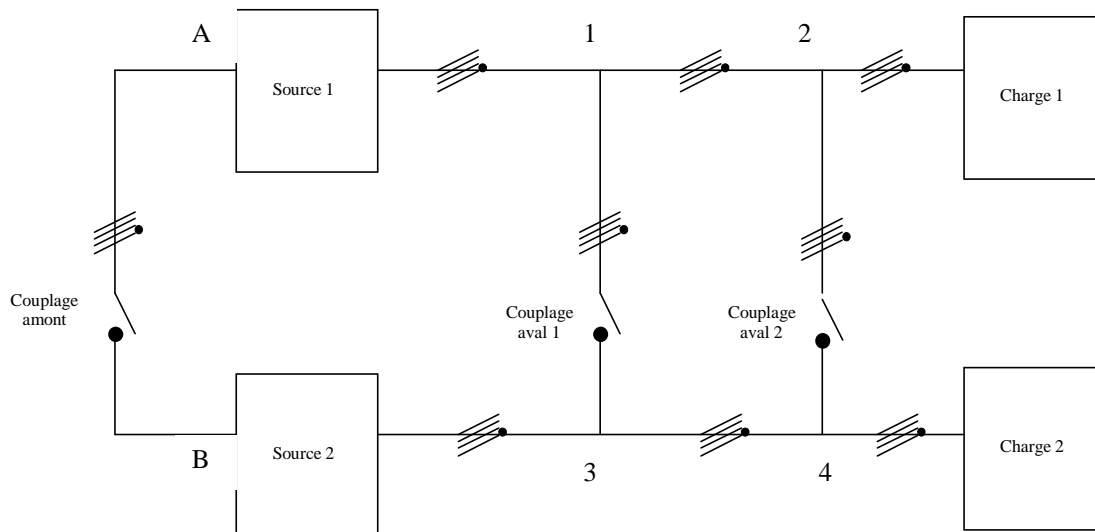 A
1
2
Source 1
Charge 1
Couplage
amont
Couplage
aval 1
Couplage
aval 2
B
Source 2
3
4
Charge 2